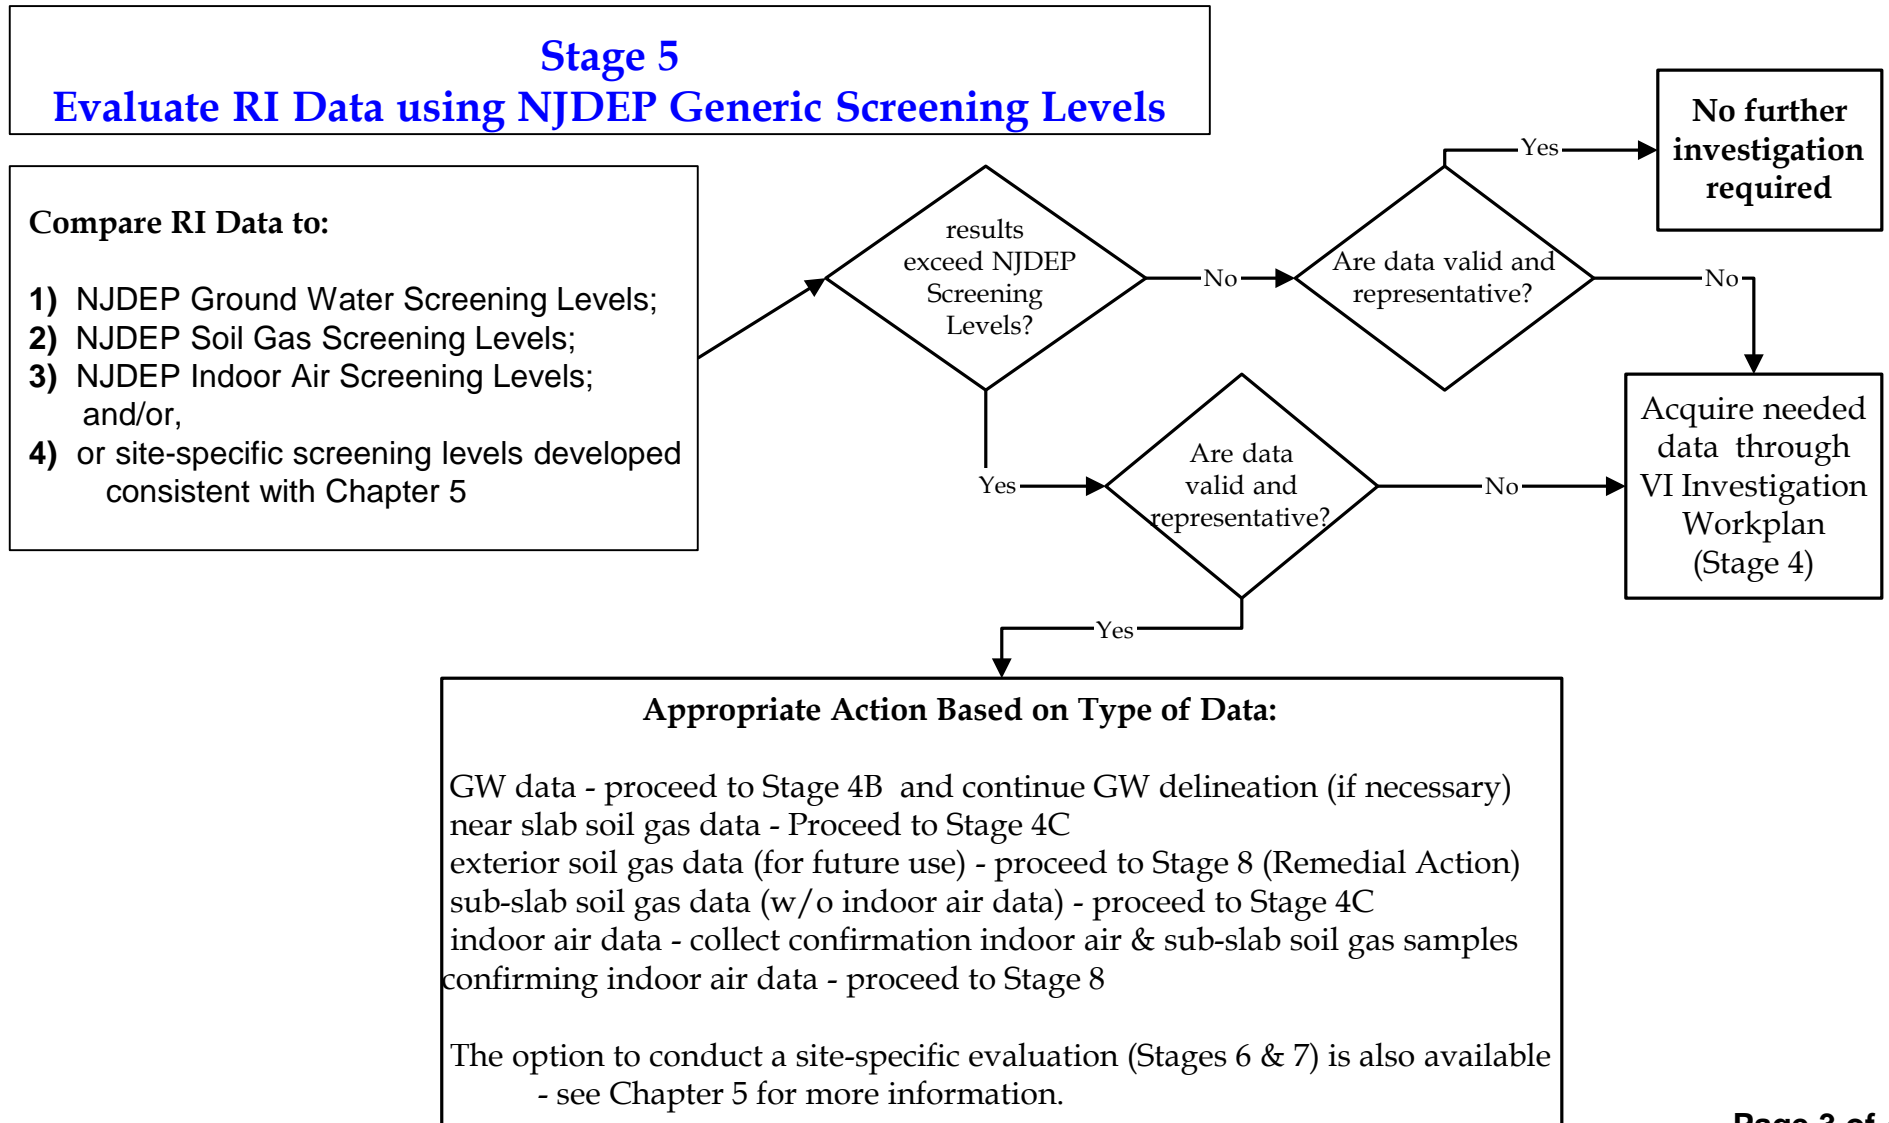 Stage 5
Evaluate RI Data using NJDEP Generic Screening Levels
Compare RI Data to:
1) NJDEP Ground Water Screening Levels;
2) NJDEP Soil Gas Screening Levels;
3) NJDEP Indoor Air Screening Levels;
and/or,
4) or site-specific screening levels developed
consistent with Chapter 5
results
exceed NJDEP
Screening
Levels?
No
Are data valid and
representative?
Yes
No further
investigation
required
No
Yes
Are data
valid and
representative?
No
Acquire needed
data through
VI Investigation
Workplan
(Stage 4)
Yes
Appropriate Action Based on Type of Data:
GW data - proceed to Stage 4B and continue GW delineation (if necessary)
near slab soil gas data - Proceed to Stage 4C
exterior soil gas data (for future use) - proceed to Stage 8 (Remedial Action)
sub-slab soil gas data (w/o indoor air data) - proceed to Stage 4C
indoor air data - collect confirmation indoor air & sub-slab soil gas samples
confirming indoor air data - proceed to Stage 8
The option to conduct a site-specific evaluation (Stages 6 & 7) is also available
- see Chapter 5 for more information.
Page 3 of